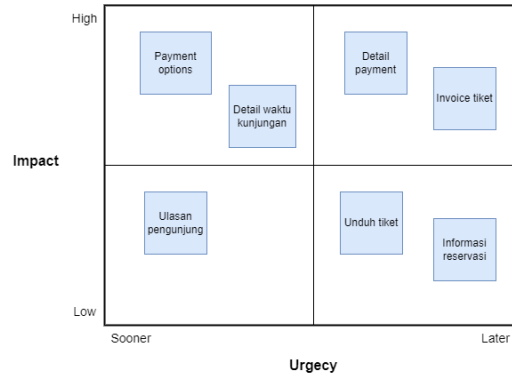 High
Payment
options
Detail waktu
kunjungan
Detail
payment
Invoice tiket
Impact
Ulasan
pengunjung
Unduh tiket
Informasi
reservasi
Low
Sooner
Later
Urgecy